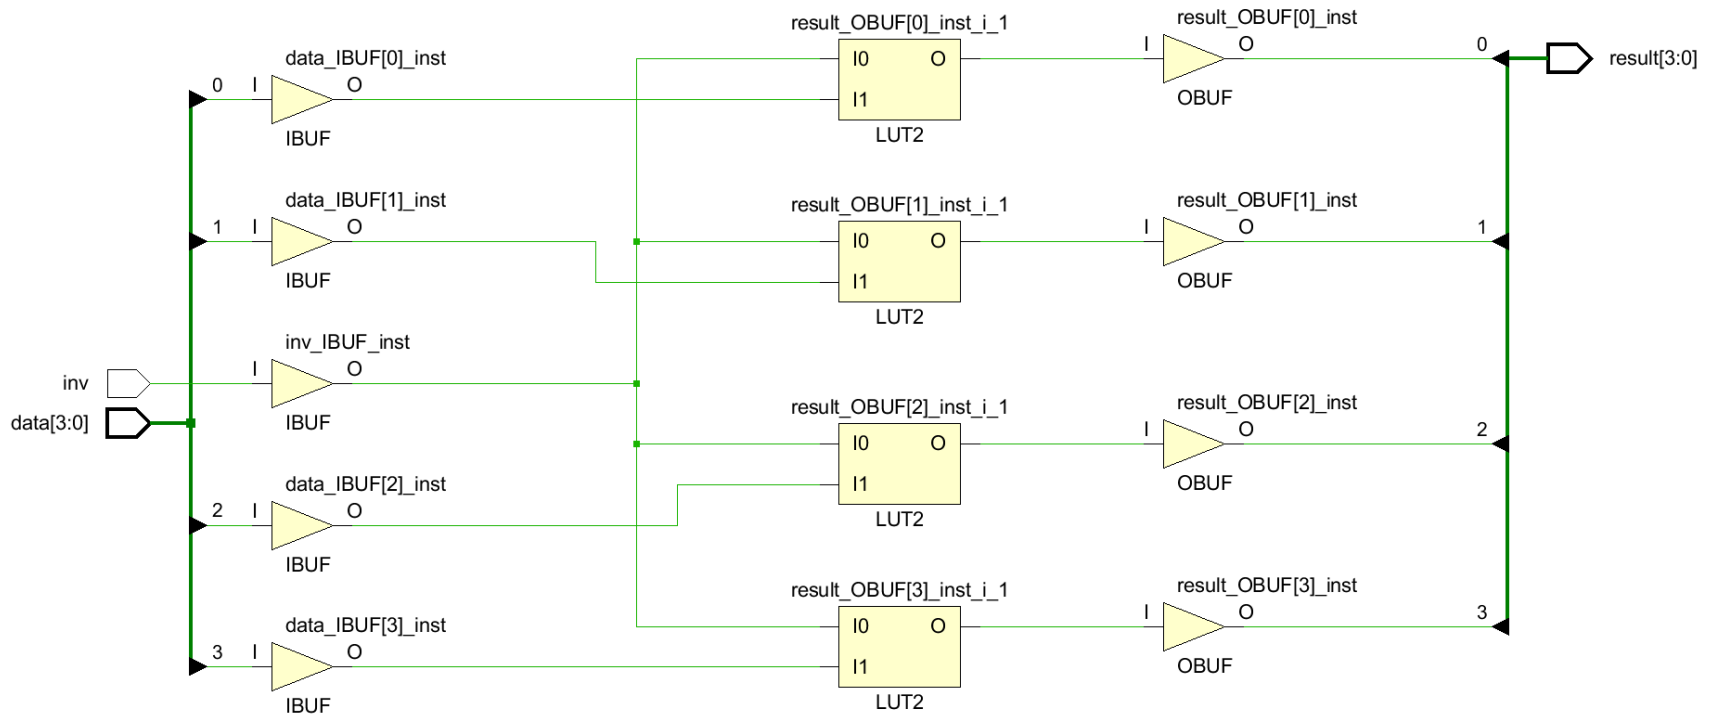 result_OBUF[0]_inst_i_1
result_OBUF[0]_inst
data_IBUF[0]_inst
I0 O
I O
0
result[3:0]
0 I O
I1
OBUF
IBUF
LUT2
data_IBUF[1]_inst
result_OBUF[1]_inst_i_1
result_OBUF[1]_inst
1 I O
I0 O
I O
1
IBUF
I1
OBUF
LUT2
inv_IBUF_inst
I O
inv
IBUF
data[3:0]
result_OBUF[2]_inst_i_1
result_OBUF[2]_inst
I0 O
I O
2
data_IBUF[2]_inst
I1
OBUF
2 I O
LUT2
IBUF
result_OBUF[3]_inst_i_1
result_OBUF[3]_inst
data_IBUF[3]_inst
I0 O
I O
3
3 I O
I1
OBUF
IBUF
LUT2